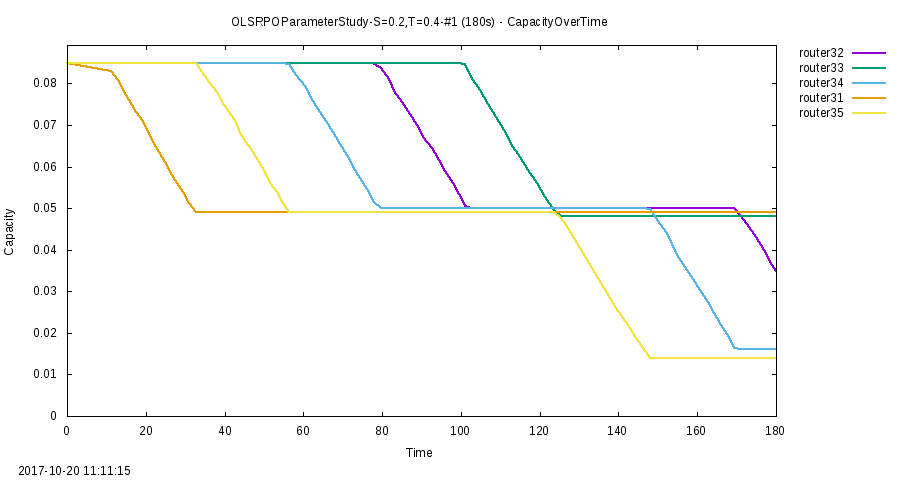 OLSRPOParameterStudy-S=0.2,T=0.4-#1 (180s) - CapacityOverTime
router32
router33
router34
router31
router35
0.08
0.07
0.06
0.05
0.04
0.03
0.02
0.01
0
Capacity
0 20 40 60 80 100 120 140 160 180
Time
2017-10-20 11:11:15